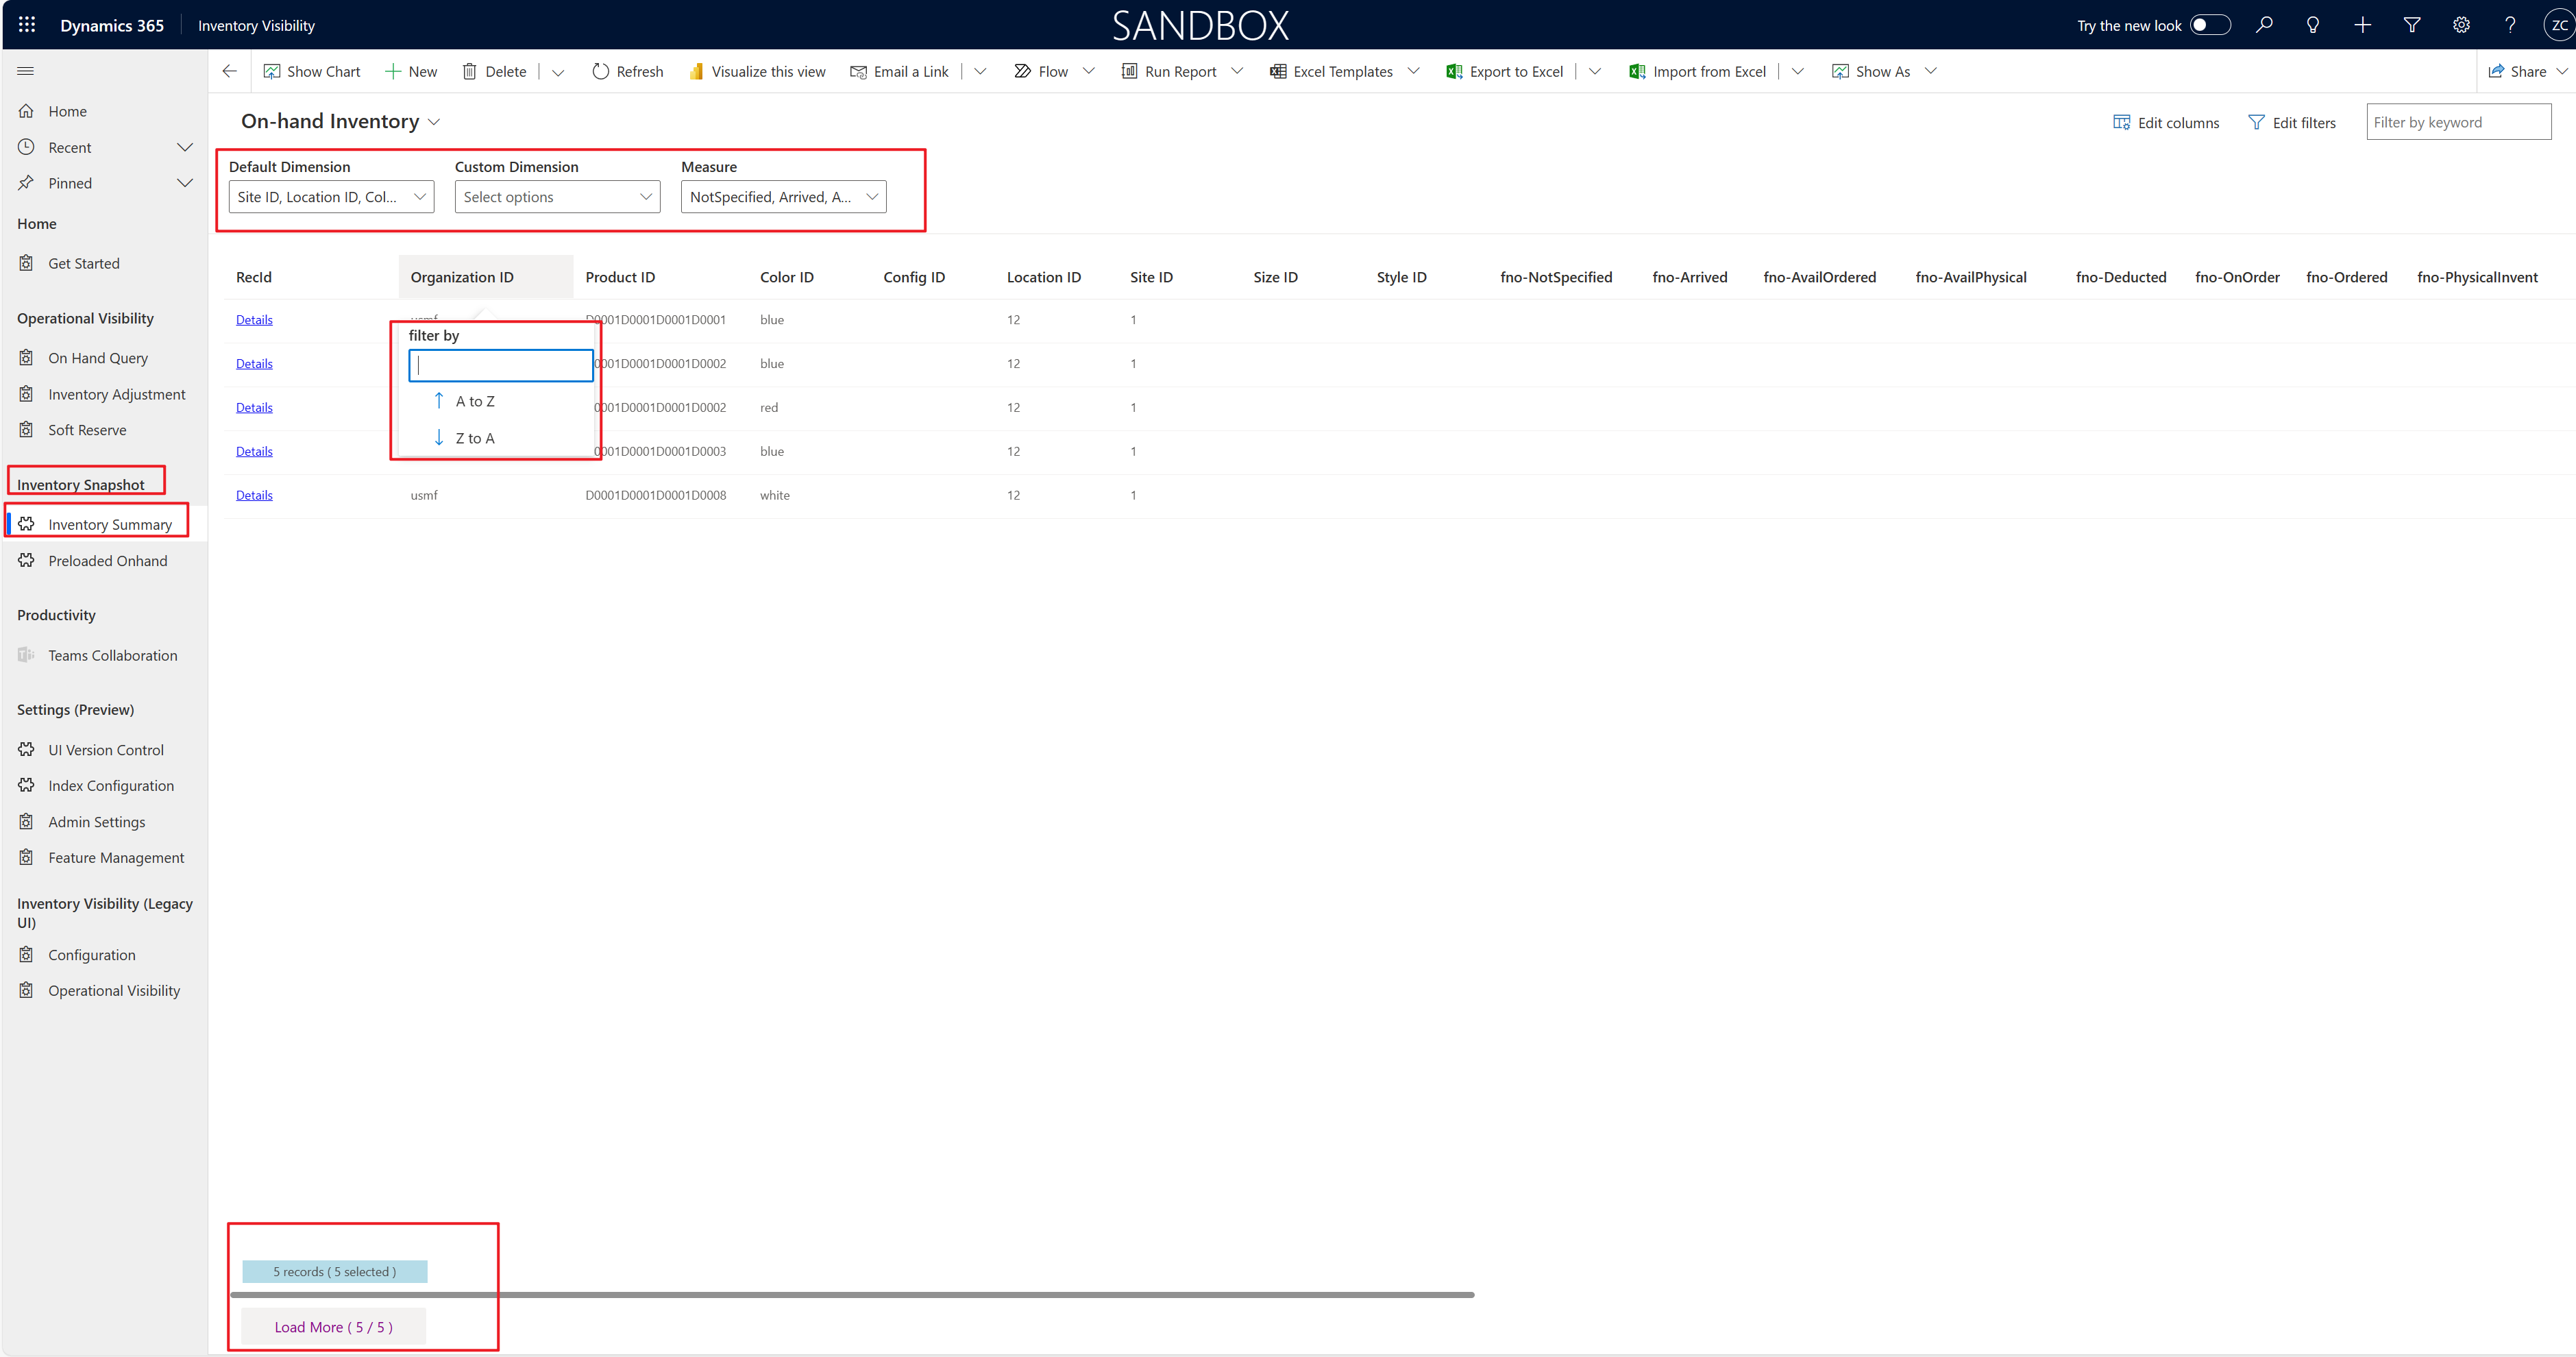 Dynamics 365 Inventory Visibility SANDBOX Try the new look ZC
Show Chart New Delete Refresh Visualize this view Email a Link Flow Run Report Excel Templates Export to Excel Import from Excel Show As Share
Home
Recent
Pinned
Home
Get Started
Operational Visibility
On Hand Query
Inventory Adjustment
Soft Reserve
Inventory Snapshot
Inventory Summary
Preloaded Onhand
Productivity
Teams Collaboration
Settings (Preview)
UI Version Control
Index Configuration
Admin Settings
Feature Management
Inventory Visibility (Legacy
UI)
Configuration
Operational Visibility
On-hand Inventory Edit columns Edit filters Filter by keyword
Default Dimension Custom Dimension Measure
Site ID, Location ID, Col... Select options NotSpecified, Arrived, A...
RecId Organization ID Product ID Color ID Config ID Location ID Site ID Size ID Style ID fno-NotSpecified fno-Arrived fno-AvailOrdered fno-AvailPhysical fno-Deducted fno-OnOrder fno-Ordered fno-PhysicalInvent
Details usmf D0001D0001D0001D0001 blue 12 1
filter by
Details 0001D0001D0001D0002 blue 12 1
A to Z
Details 0001D0001D0001D0002 red 12 1
Z to A
Details 0001D0001D0001D0003 blue 12 1
Details usmf D0001D0001D0001D0008 white 12 1
5 records ( 5 selected )
Load More ( 5 / 5 )